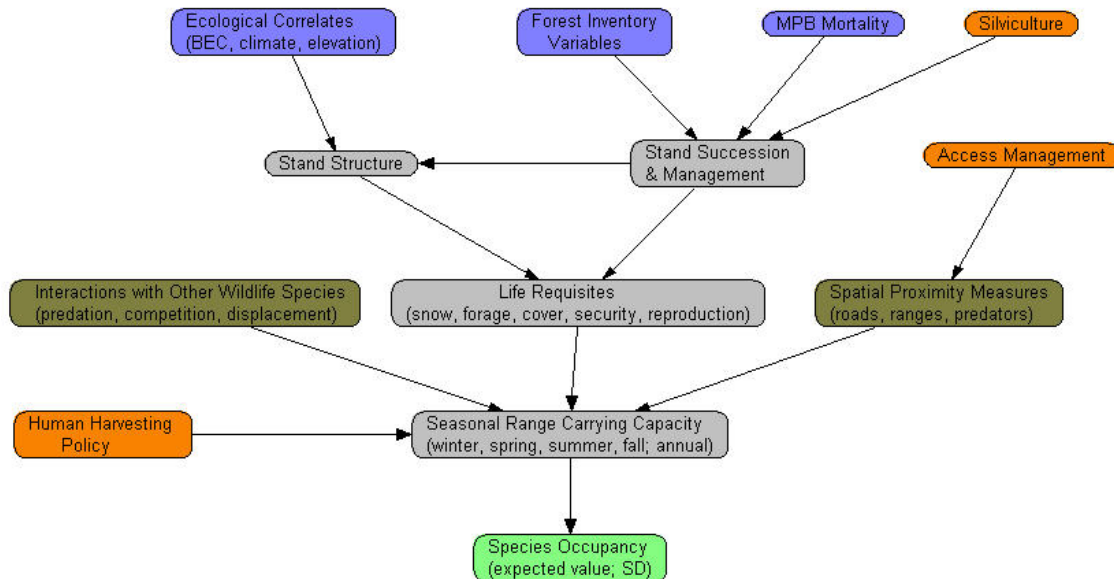 Ecological Correlates
(BEC, climate, elevation)
Forest Inventory
Variables
MPB Mortality
Silviculture
Stand Structure
Stand Succession
& Management
Access Management
Interactions with Other Wildlife Species
(predation, competition, displacement)
Life Requisites
(snow, forage, cover, security, reproduction)
Spatial Proximity Measures
(roads, ranges, predators)
Human Harvesting
Policy
Seasonal Range Carrying Capacity
(winter, spring, summer, fall; annual)
Species Occupancy
(expected value; SD)